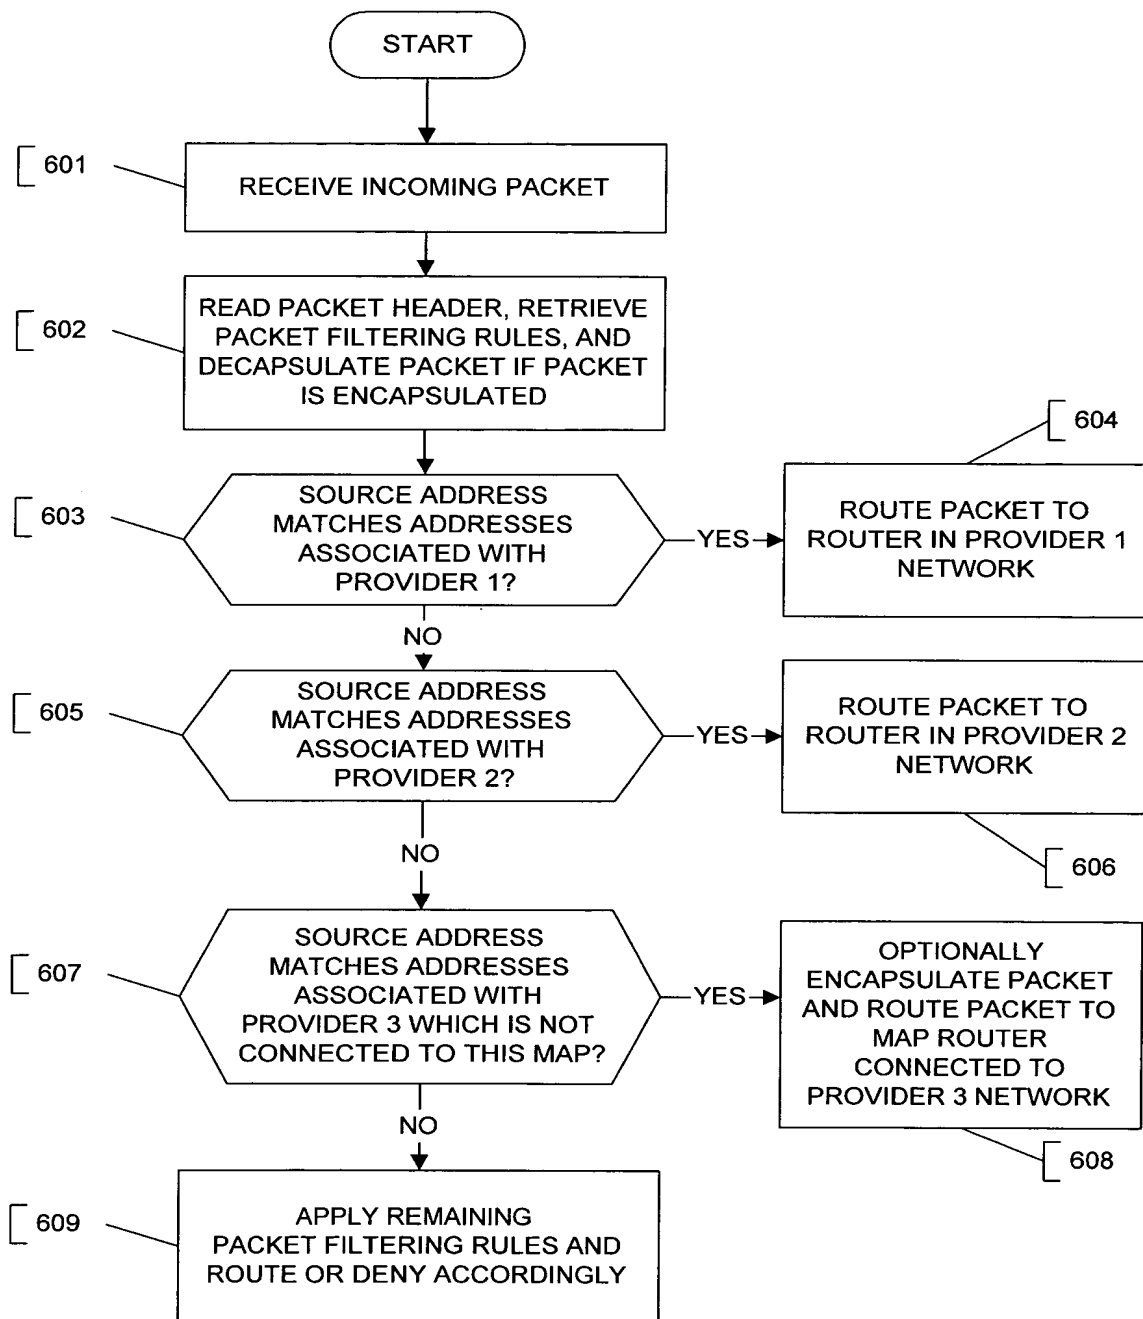 START
601
RECEIVE INCOMING PACKET
602
READ PACKET HEADER, RETRIEVE
PACKET FILTERING RULES, AND
DECAPSULATE PACKET IF PACKET
IS ENCAPSULATED
603
SOURCE ADDRESS
MATCHES ADDRESSES
ASSOCIATED WITH
PROVIDER 1?
YES
604
ROUTE PACKET TO
ROUTER IN PROVIDER 1
NETWORK
NO
605
SOURCE ADDRESS
MATCHES ADDRESSES
ASSOCIATED WITH
PROVIDER 2?
YES
ROUTE PACKET TO
ROUTER IN PROVIDER 2
NETWORK
606
NO
607
SOURCE ADDRESS
MATCHES ADDRESSES
ASSOCIATED WITH
PROVIDER 3 WHICH IS NOT
CONNECTED TO THIS MAP?
YES
OPTIONALLY
ENCAPSULATE PACKET
AND ROUTE PACKET TO
MAP ROUTER
CONNECTED TO
PROVIDER 3 NETWORK
608
NO
609
APPLY REMAINING
PACKET FILTERING RULES AND
ROUTE OR DENY ACCORDINGLY